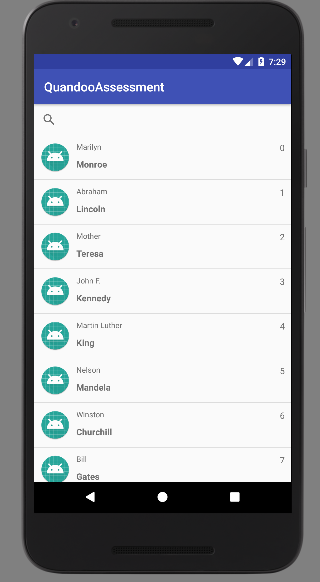 7:29
QuandooAssessment
Marilyn 0
Monroe
Abraham 1
Lincoln
Mother 2
Teresa
John F. 3
Kennedy
Martin Luther 4
King
Nelson 5
Mandela
Winston 6
Churchill
Bill 7
Gates